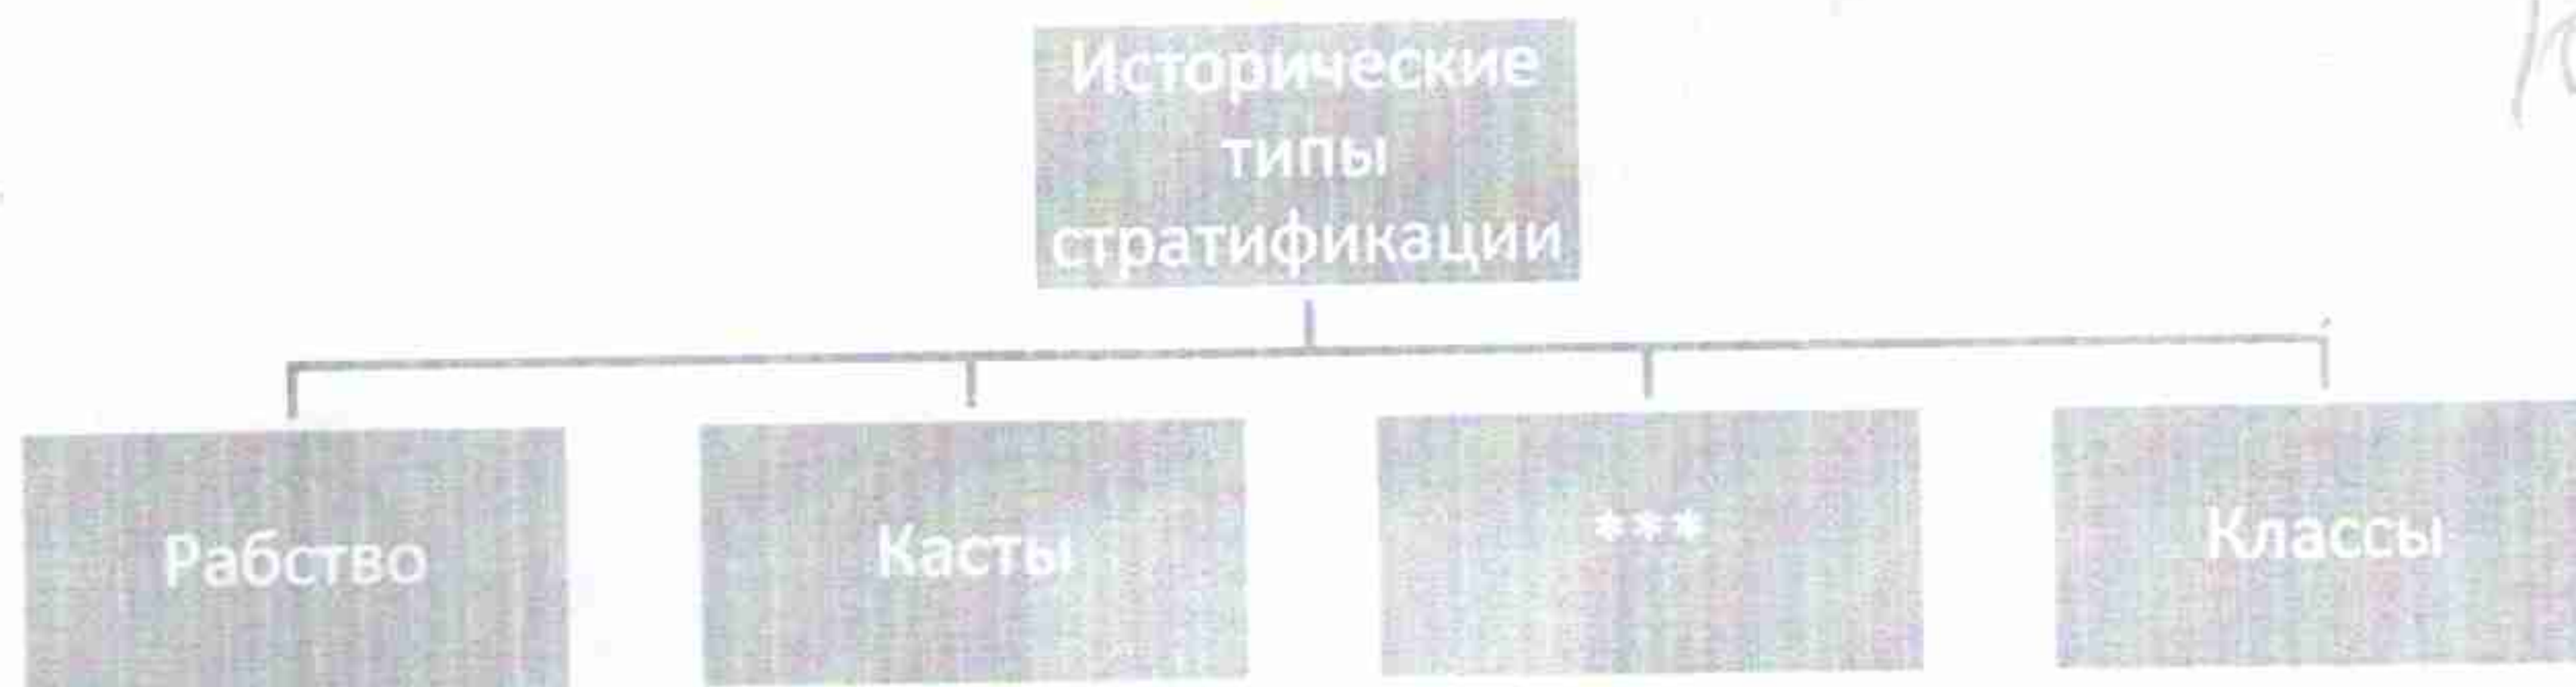 Исторические
типы
стратификации
Рабство
Касты
***
Классы